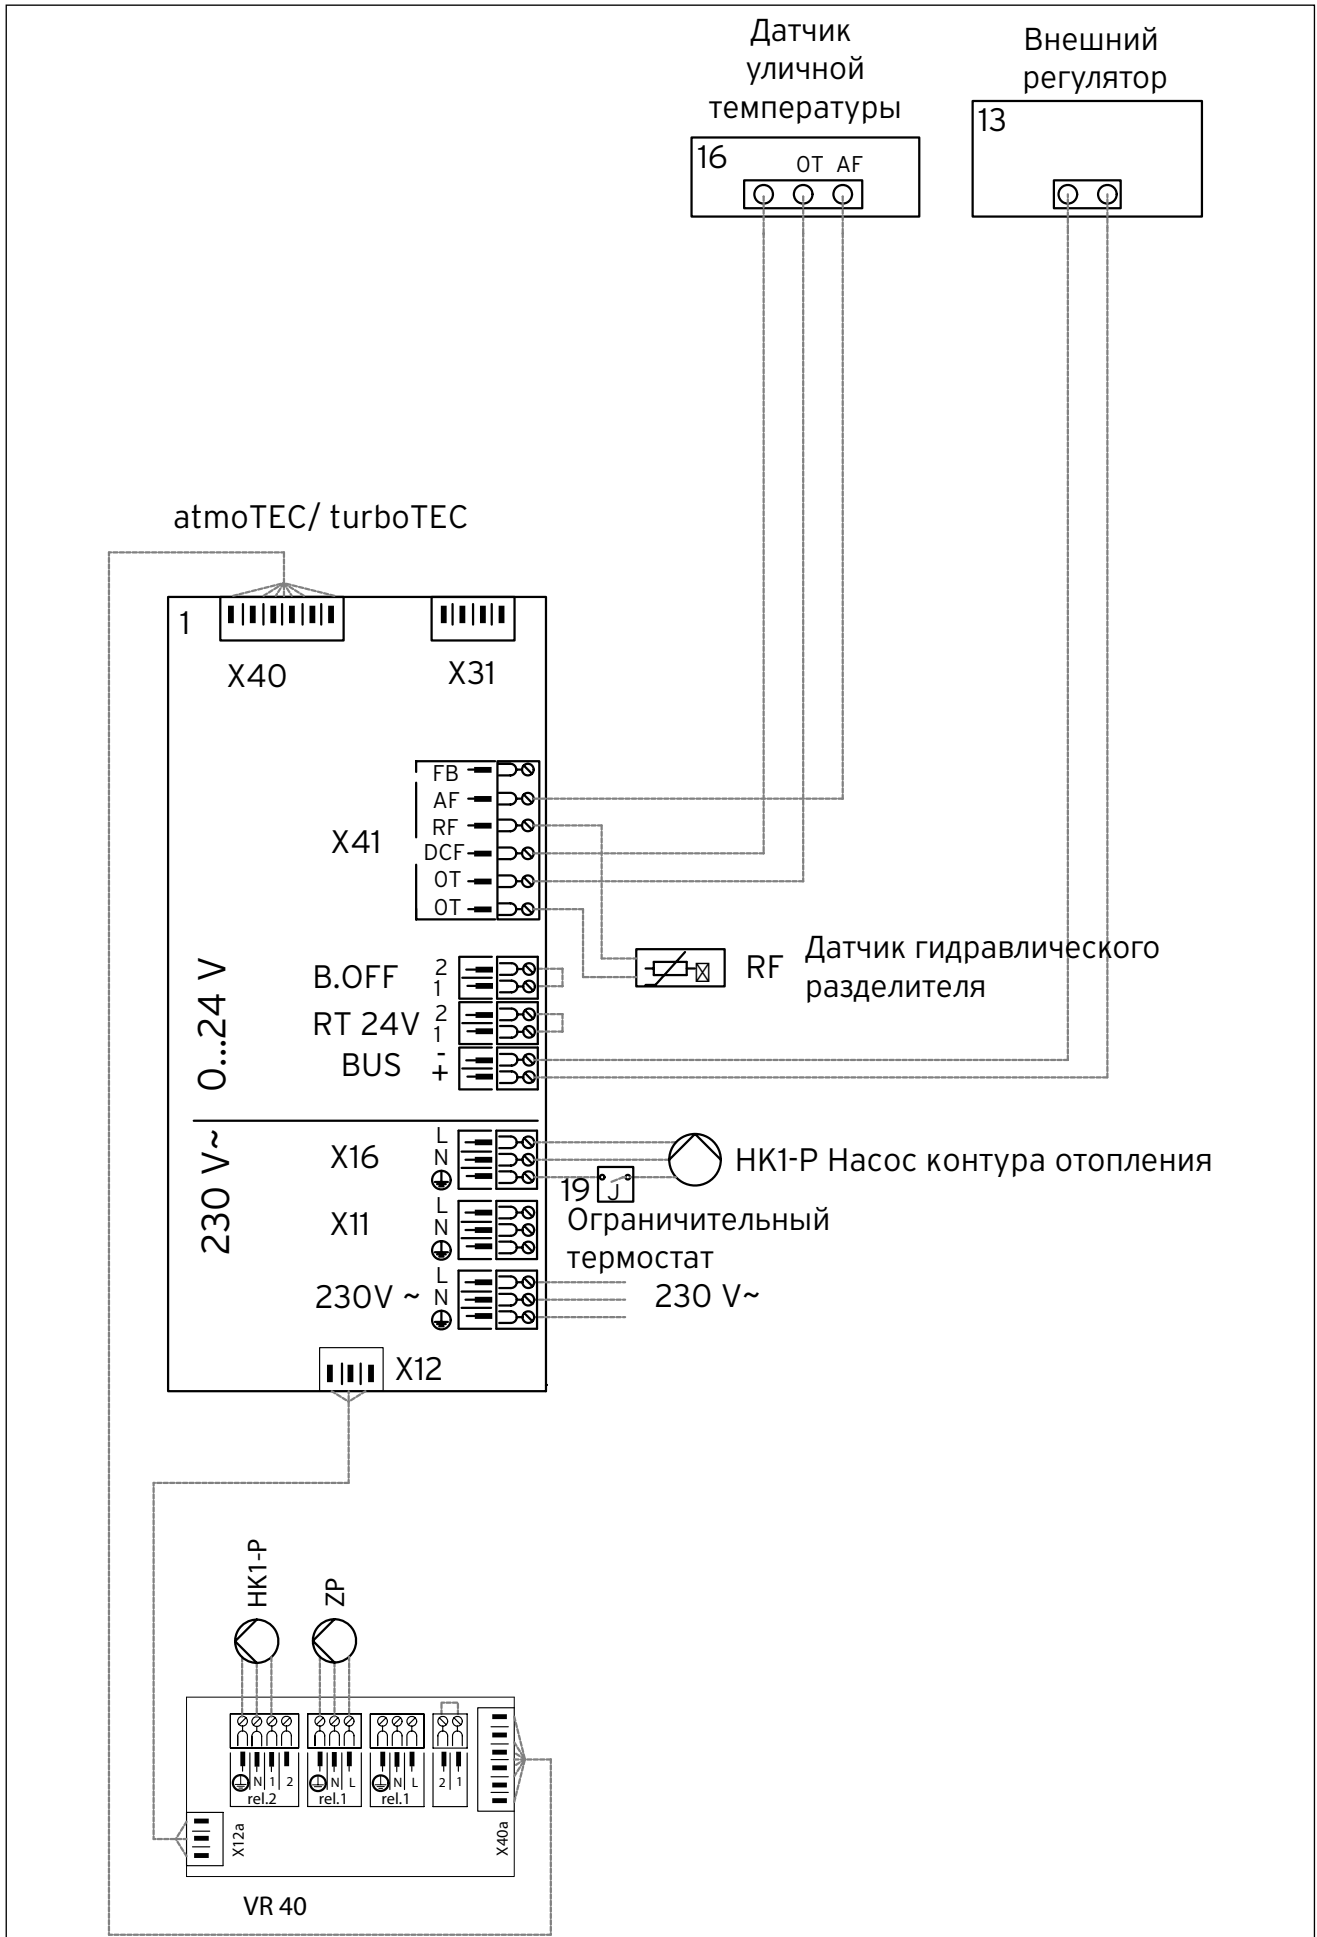 Датчик
уличной
температуры
Внешний
регулятор
16
OT AF
13
atmoTEC/ turboTEC
1
X40
X31
X41
FB
AF
RF
DCF
OT
OT
0...24 V
B.OFF
2
1
RT 24V
2
1
BUS
-
+
RF
Датчик гидравлического
разделителя
230 V~
X16
L
N
HK1-P Насос контура отопления
19
J
Ограничительный
термостат
X11
L
N
230V ~
L
N
230 V~
X12
HK1-P
ZP
N 1 2
rel.2
N L
rel.1
N L
rel.1
2 1
X12a
X40a
VR 40